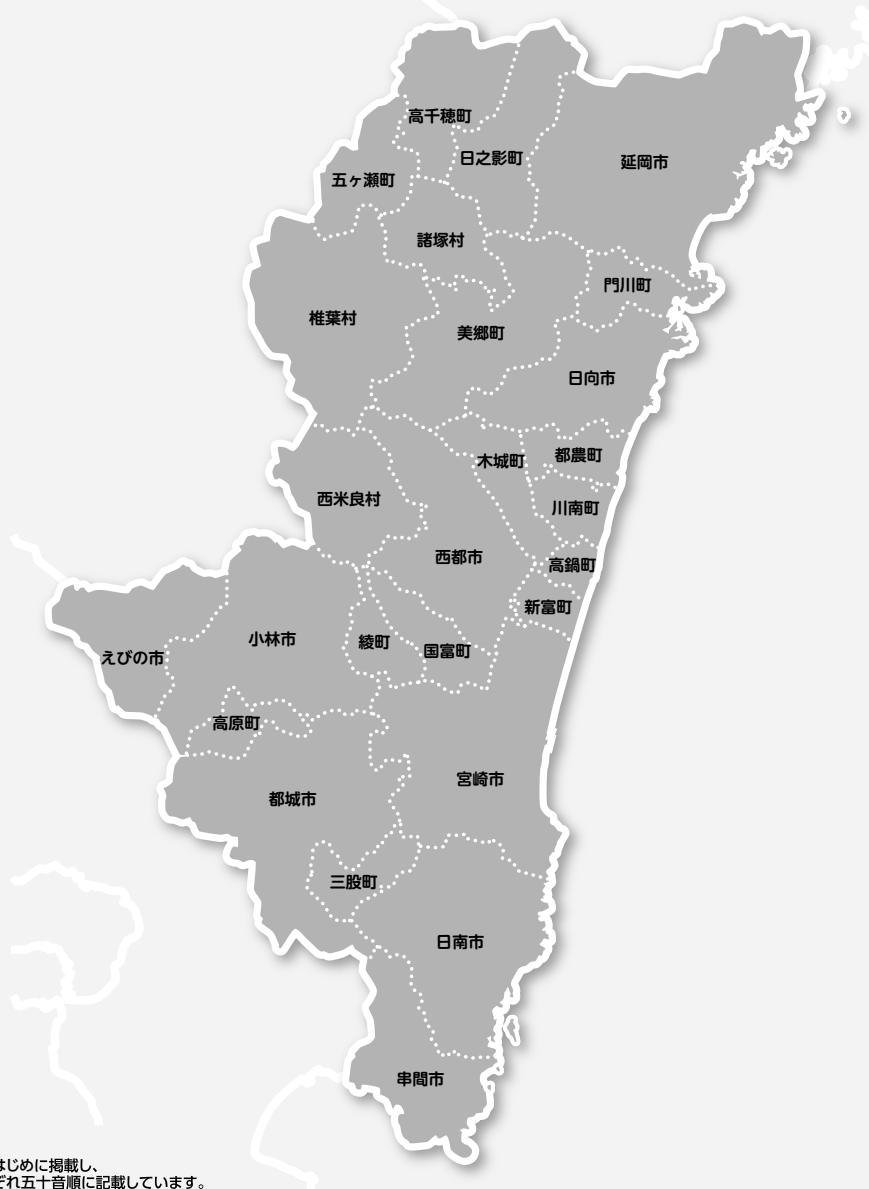 高千穂町
日之影町
延岡市
五ヶ瀬町
諸塚村
門川町
椎葉村
美郷町
日向市
都農町
木城町
西米良村
川南町
西都市
高鍋町
新富町
小林市
綾町
国富町
えびの市
高原町
宮崎市
都城市
三股町
日南市
串間市
はじめに掲載し、
ぞれ五十音順に記載しています。